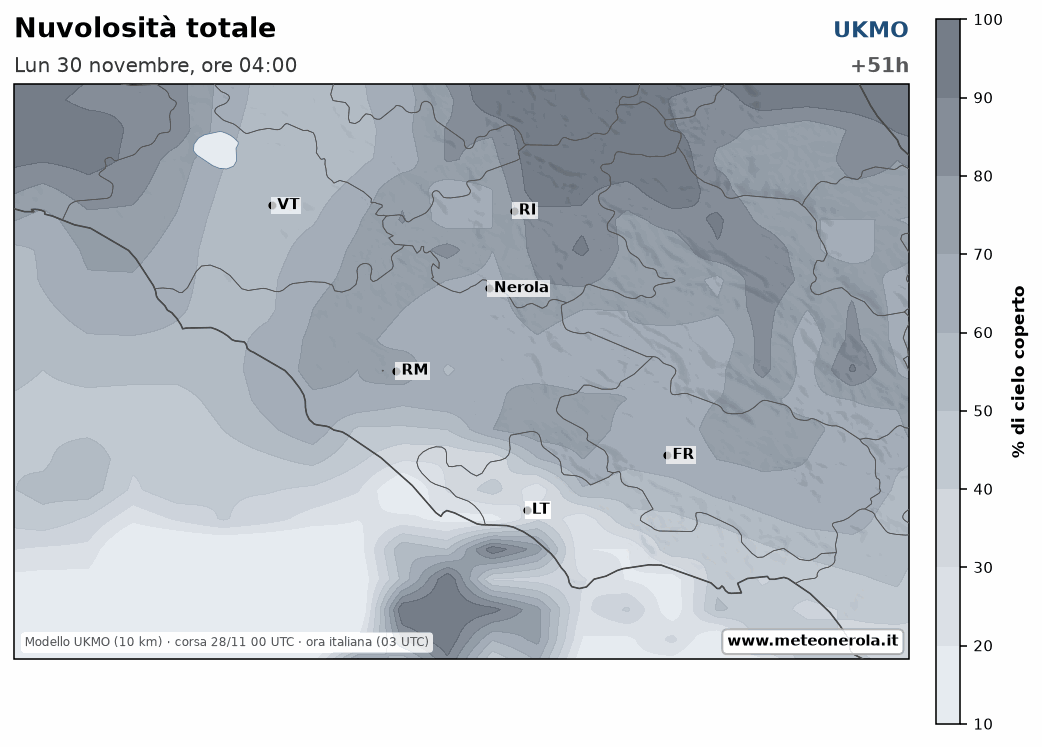 Nuvolosità totale
UKMO
Lun 30 novembre, ore 04:00
+51h
100
90
80
70
60
50
40
30
20
10
% di cielo coperto
VT
RI
Nerola
RM
FR
LT
Modello UKMO (10 km) · corsa 28/11 00 UTC · ora italiana (03 UTC)
www.meteonerola.it